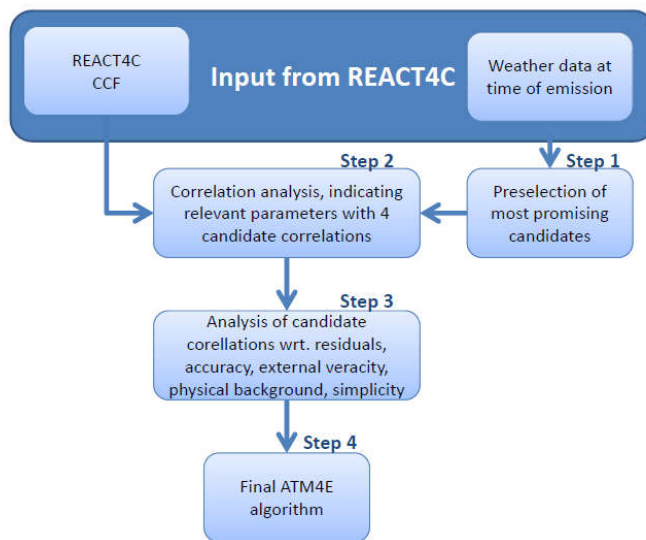 REACT4C
CCF
Input from REACT4C
Weather data at
time of emission
Step 2
Step 1
Correlation analysis, indicating
relevant parameters with 4
candidate correlations
Preselection of
most promising
candidates
Step 3
Analysis of candidate
corellations wrt. residuals,
accuracy, external veracity,
physical background, simplicity
Step 4
Final ATM4E
algorithm